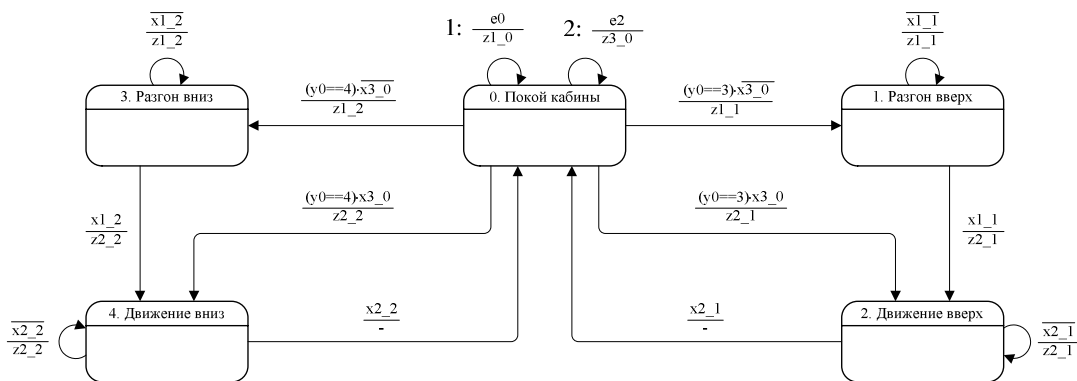 x1_2
z1_2
1: e0
z1_0
2: e2
z3_0
x1_1
z1_1
3. Разгон вниз
(y0==4)·x3_0
z1_2
0. Покой кабины
(y0==3)·x3_0
z1_1
1. Разгон вверх
x1_2
z2_2
(y0==4)·x3_0
z2_2
(y0==3)·x3_0
z2_1
x1_1
z2_1
x2_2
z2_2
4. Движение вниз
x2_2
-
x2_1
-
2. Движение вверх
x2_1
z2_1